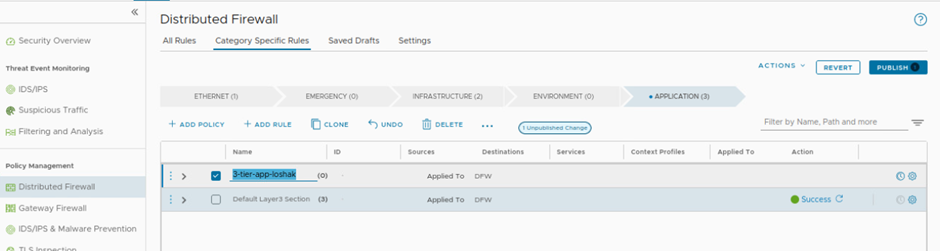 «
Distributed Firewall
Security Overview
All Rules Category Specific Rules Saved Drafts Settings
Threat Event Monitoring
ACTIONS REVERT PUBLISH
IDS/IPS
ETHERNET (1) EMERGENCY (0) INFRASTRUCTURE (2) ENVIRONMENT (0) • APPLICATION (3)
Suspicious Traffic
Filtering and Analysis
+ ADD POLICY + ADD RULE CLONE UNDO DELETE ... 1 Unpublished Change Filter by Name, Path and more
Name ID Sources Destinations Services Context Profiles Applied To Action
Policy Management
3-tier-app-loshak (0) - Applied To DFW
Distributed Firewall
Default Layer3 Section (3) - Applied To DFW Success
Gateway Firewall
IDS/IPS & Malware Prevention
TLS Inspection